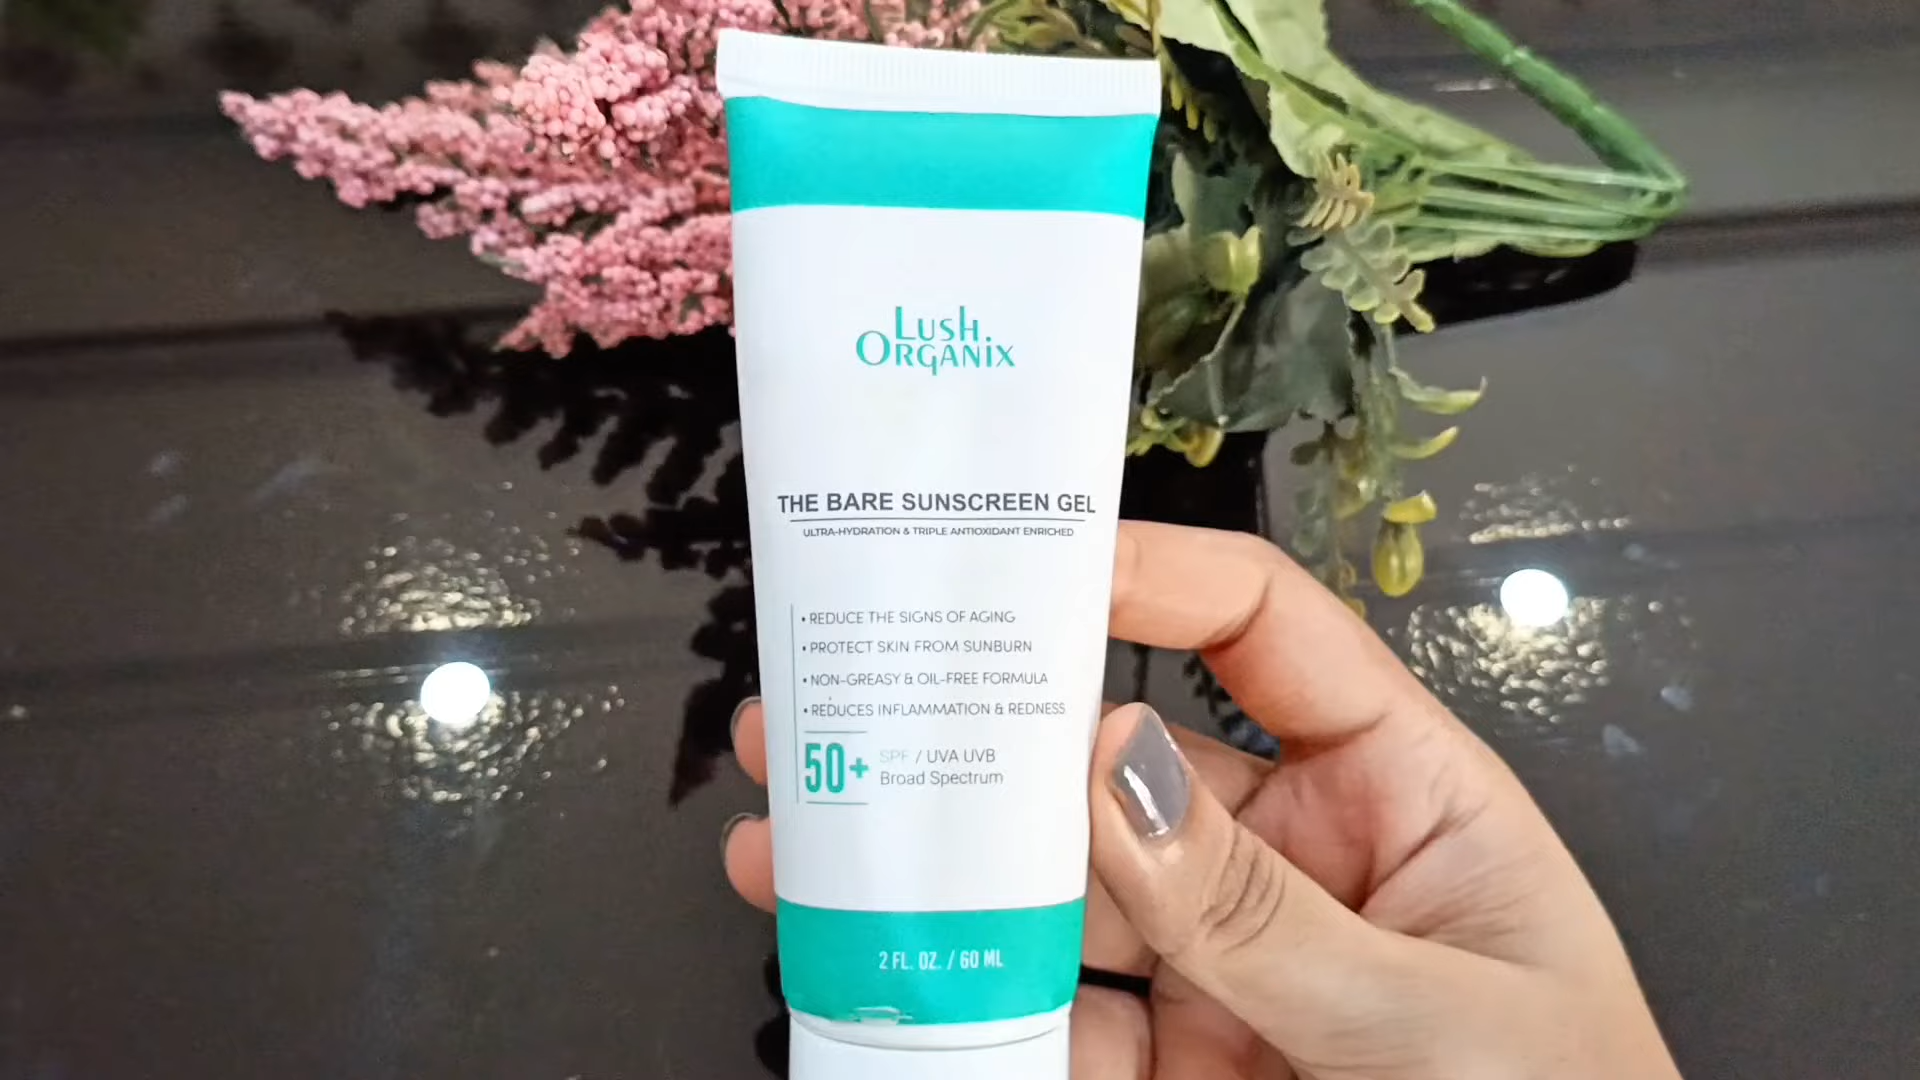 Lush
Organix
THE BARE SUNSCREEN GEL
ULTRA-HYDRATION & TRIPLE ANTIOXIDANT ENRICHED
• REDUCE THE SIGNS OF AGING
• PROTECT SKIN FROM SUNBURN
• NON-GREASY & OIL-FREE FORMULA
• REDUCES INFLAMMATION & REDNESS
50+ SPF / UVA UVB
Broad Spectrum
2 FL. OZ. / 60 ML